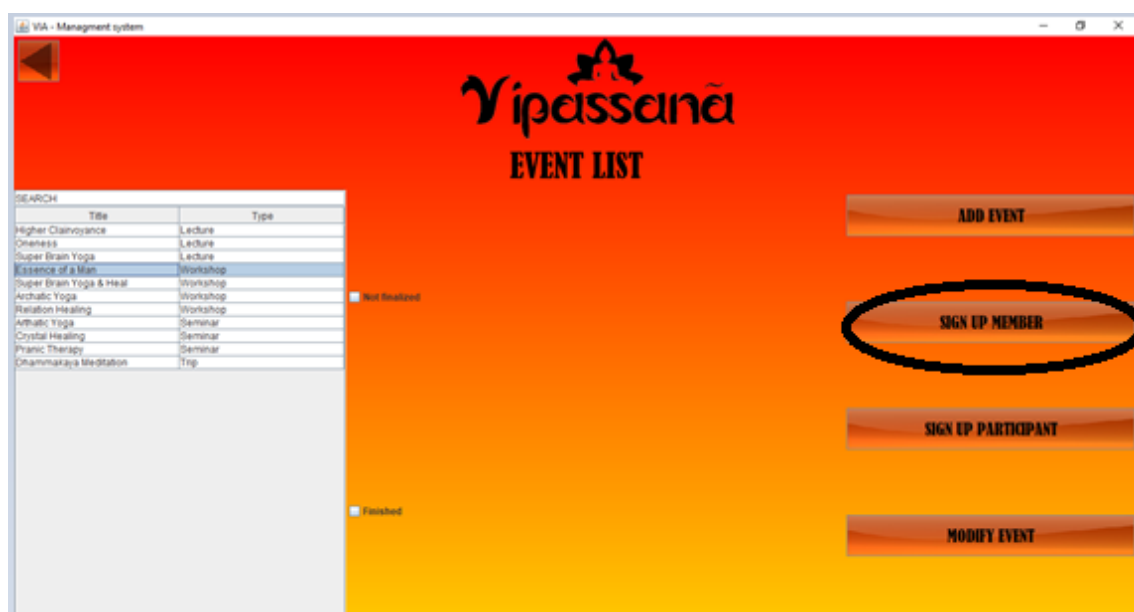 VIA - Managment system
Vipassanã
EVENT LIST
SEARCH
Title Type
Higher Clairvoyance Lecture
Oneness Lecture
Super Brain Yoga Lecture
Essence of a Man Workshop
Super Brain Yoga & Heal Workshop
Archatic Yoga Workshop
Relation Healing Workshop
Arthatic Yoga Seminar
Crystal Healing Seminar
Pranic Therapy Seminar
Dhammakaya Meditation Trip
Not finalized
Finished
ADD EVENT
SIGN UP MEMBER
SIGN UP PARTICIPANT
MODIFY EVENT